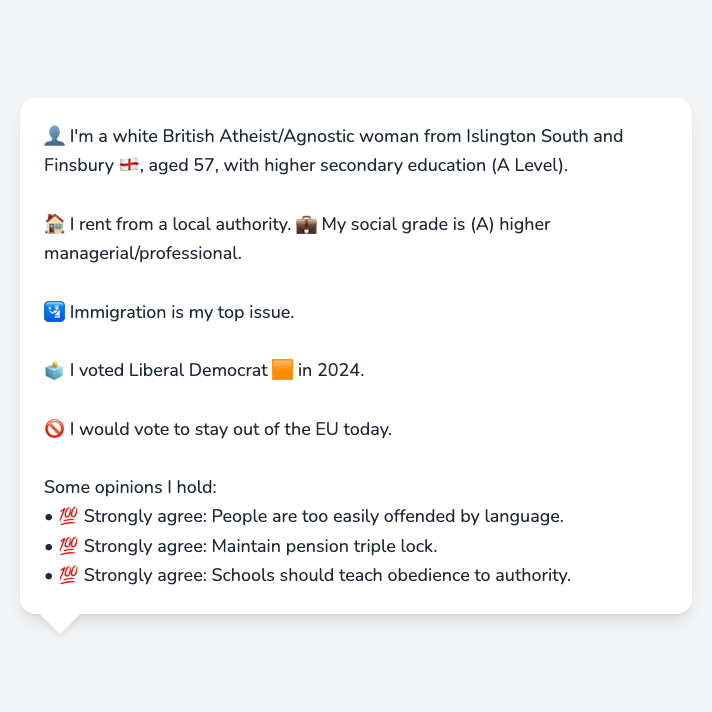 👤 I'm a white British Atheist/Agnostic woman from Islington South and
Finsbury 🏴󠁧󠁢󠁥󠁮󠁧󠁿, aged 57, with higher secondary education (A Level).
🏠 I rent from a local authority. 💼 My social grade is (A) higher
managerial/professional.
🛂 Immigration is my top issue.
🗳️ I voted Liberal Democrat 🟧 in 2024.
🚫 I would vote to stay out of the EU today.
Some opinions I hold:
• 💯 Strongly agree: People are too easily offended by language.
• 💯 Strongly agree: Maintain pension triple lock.
• 💯 Strongly agree: Schools should teach obedience to authority.